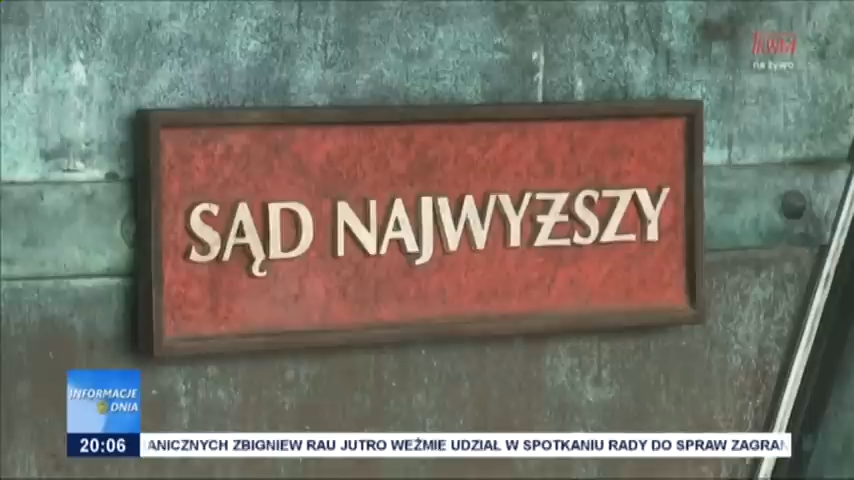 na żywo
SĄD NAJWYŻSZY
INFORMACJE
DNIA
20:06
ANICZNYCH ZBIGNIEW RAU JUTRO WEŹMIE UDZIAŁ W SPOTKANIU RADY DO SPRAW ZAGRAN